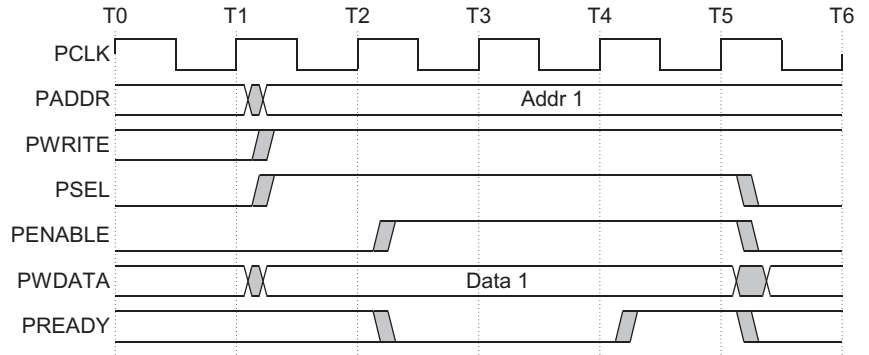 T0 T1 T2 T3 T4 T5 T6
PCLK
PADDR Addr 1
PWRITE
PSEL
PENABLE
PWDATA Data 1
PREADY